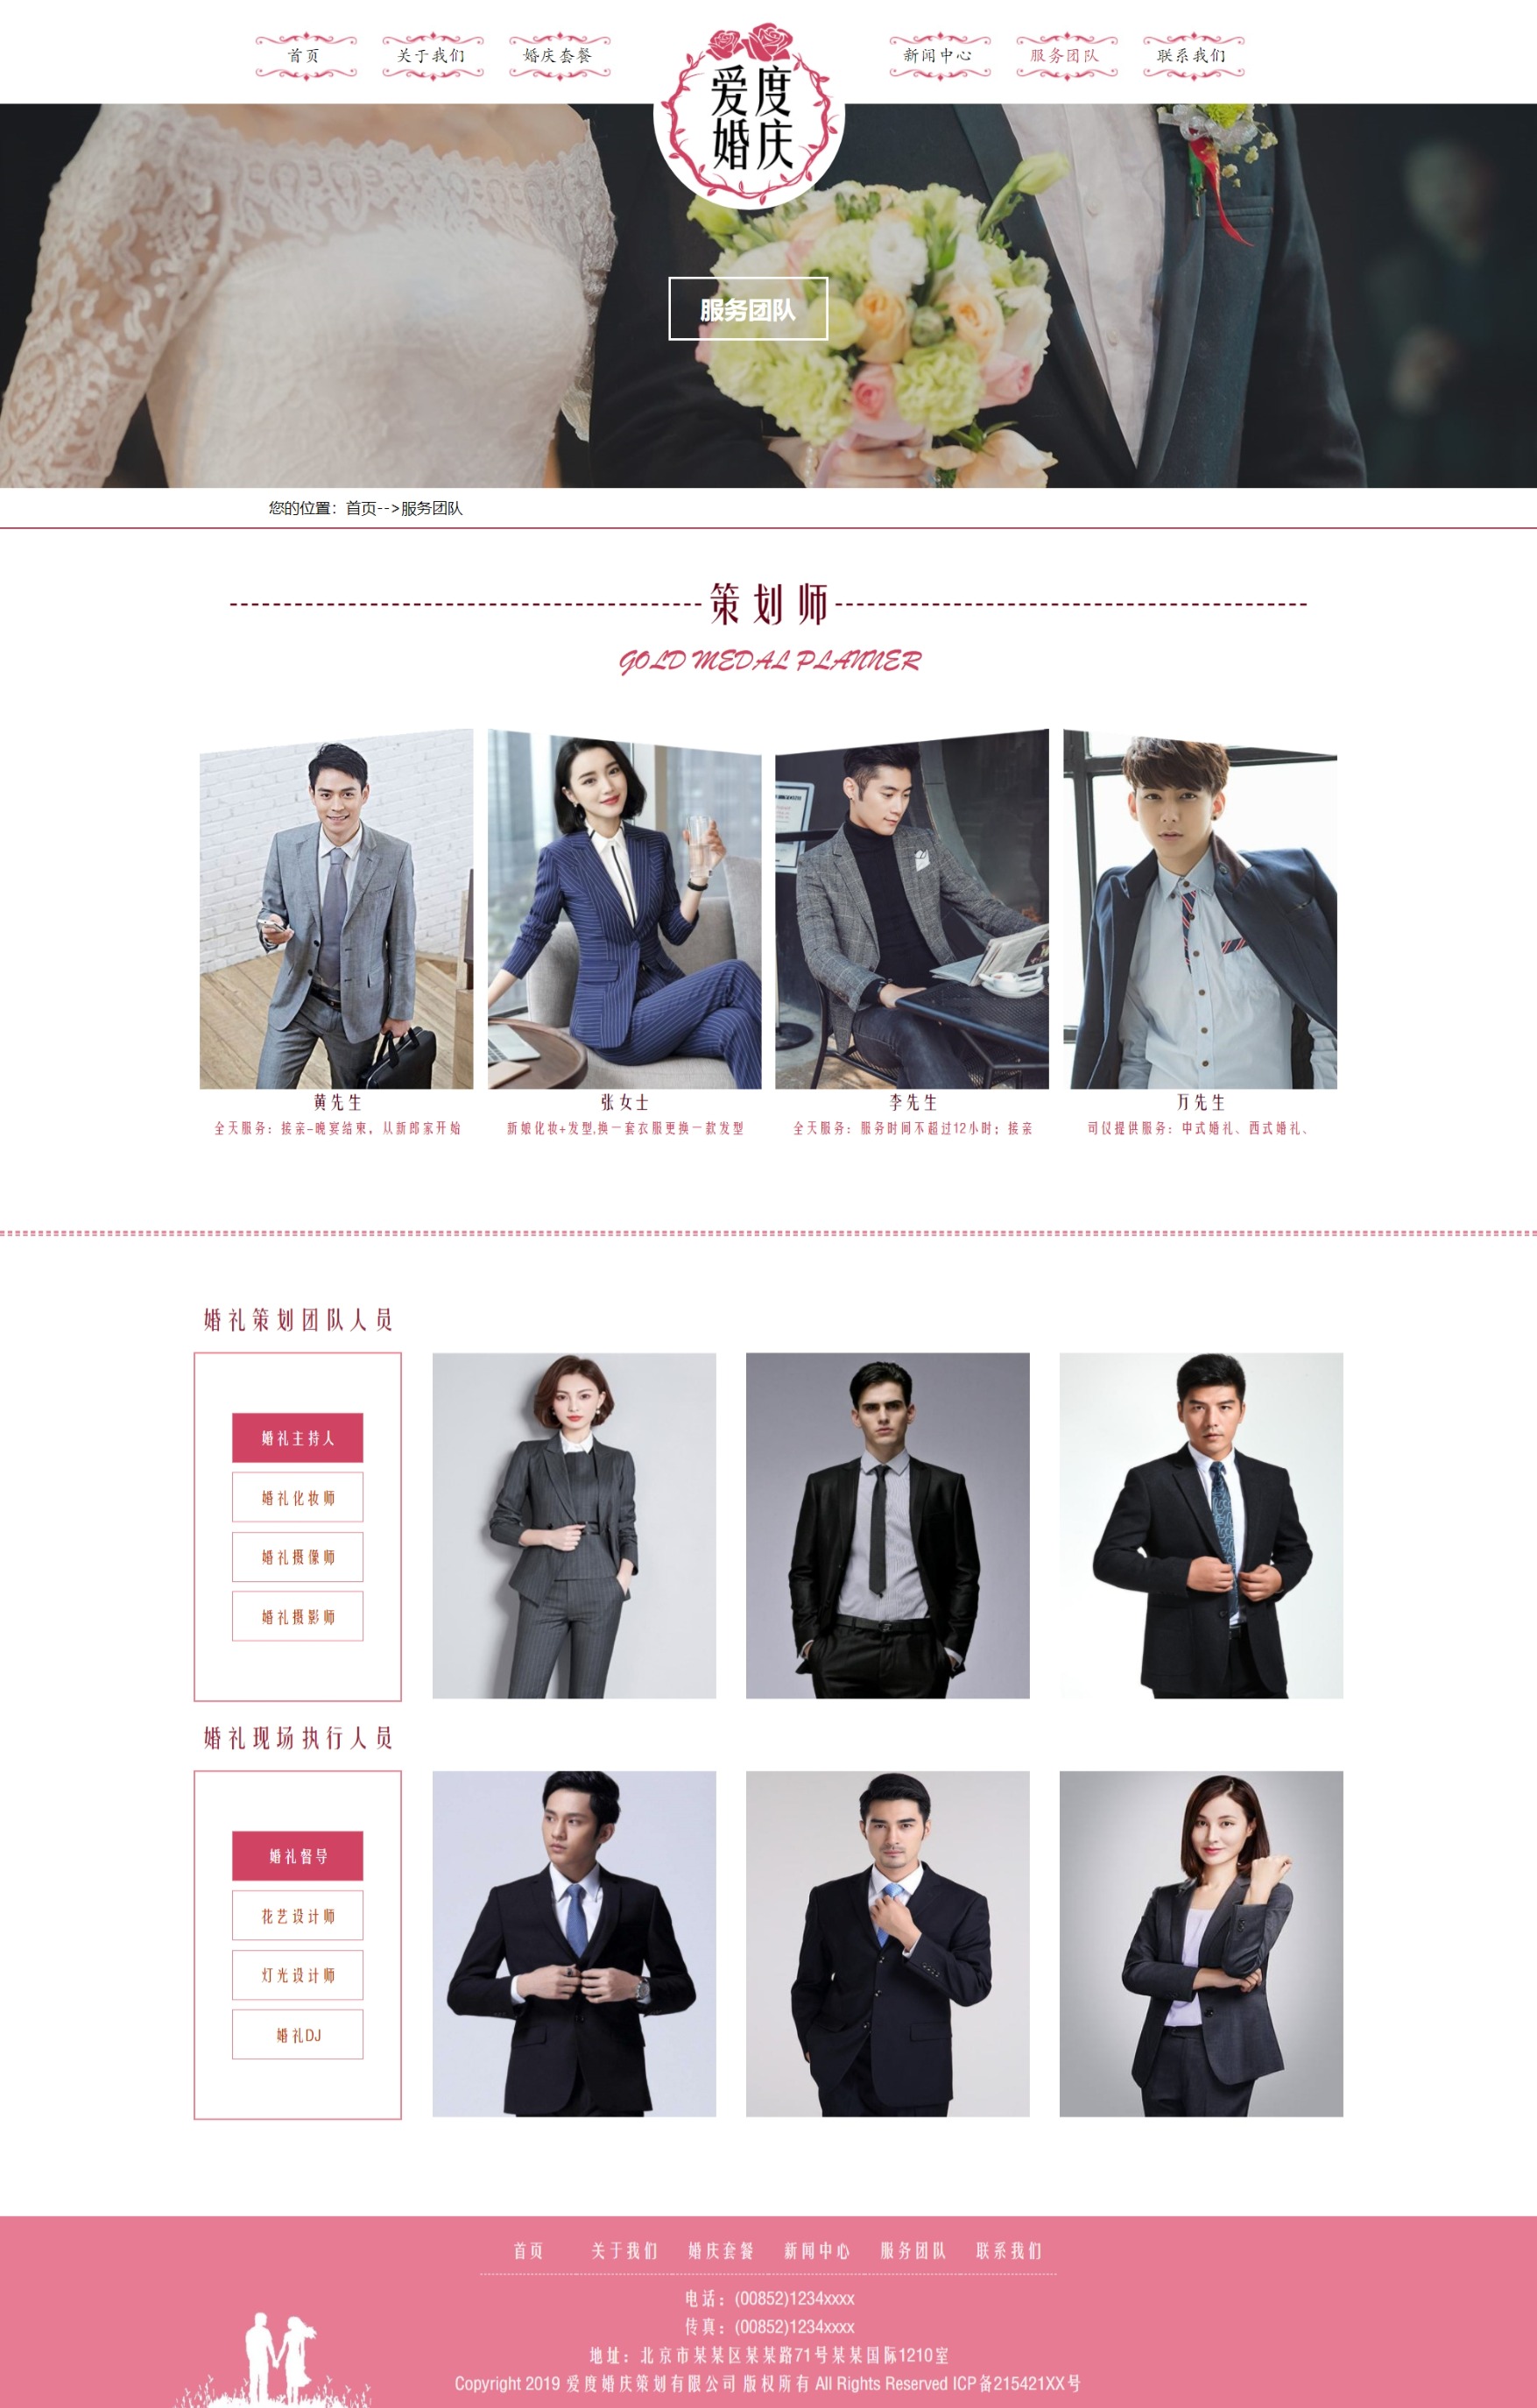 首页
关于我们
婚庆套餐
爱度
婚庆
新闻中心
服务团队
联系我们
服务团队
您的位置：首页-->服务团队
策划师
GOLD MEDAL PLANNER
黄先生
全天服务：接亲-晚宴结束，从新郎家开始
张女士
新娘化妆+发型,换一套衣服更换一款发型
李先生
全天服务：服务时间不超过12小时；接亲
万先生
司仪提供服务：中式婚礼、西式婚礼、
婚礼策划团队人员
婚礼主持人
婚礼化妆师
婚礼摄像师
婚礼摄影师
婚礼现场执行人员
婚礼督导
花艺设计师
灯光设计师
婚礼DJ
首页 关于我们 婚庆套餐 新闻中心 服务团队 联系我们
电话：(00852)1234xxxx
传真：(00852)1234xxxx
地址：北京市某某区某某路71号某某国际1210室
Copyright 2019 爱度婚庆策划有限公司 版权所有 All Rights Reserved ICP备215421XX号